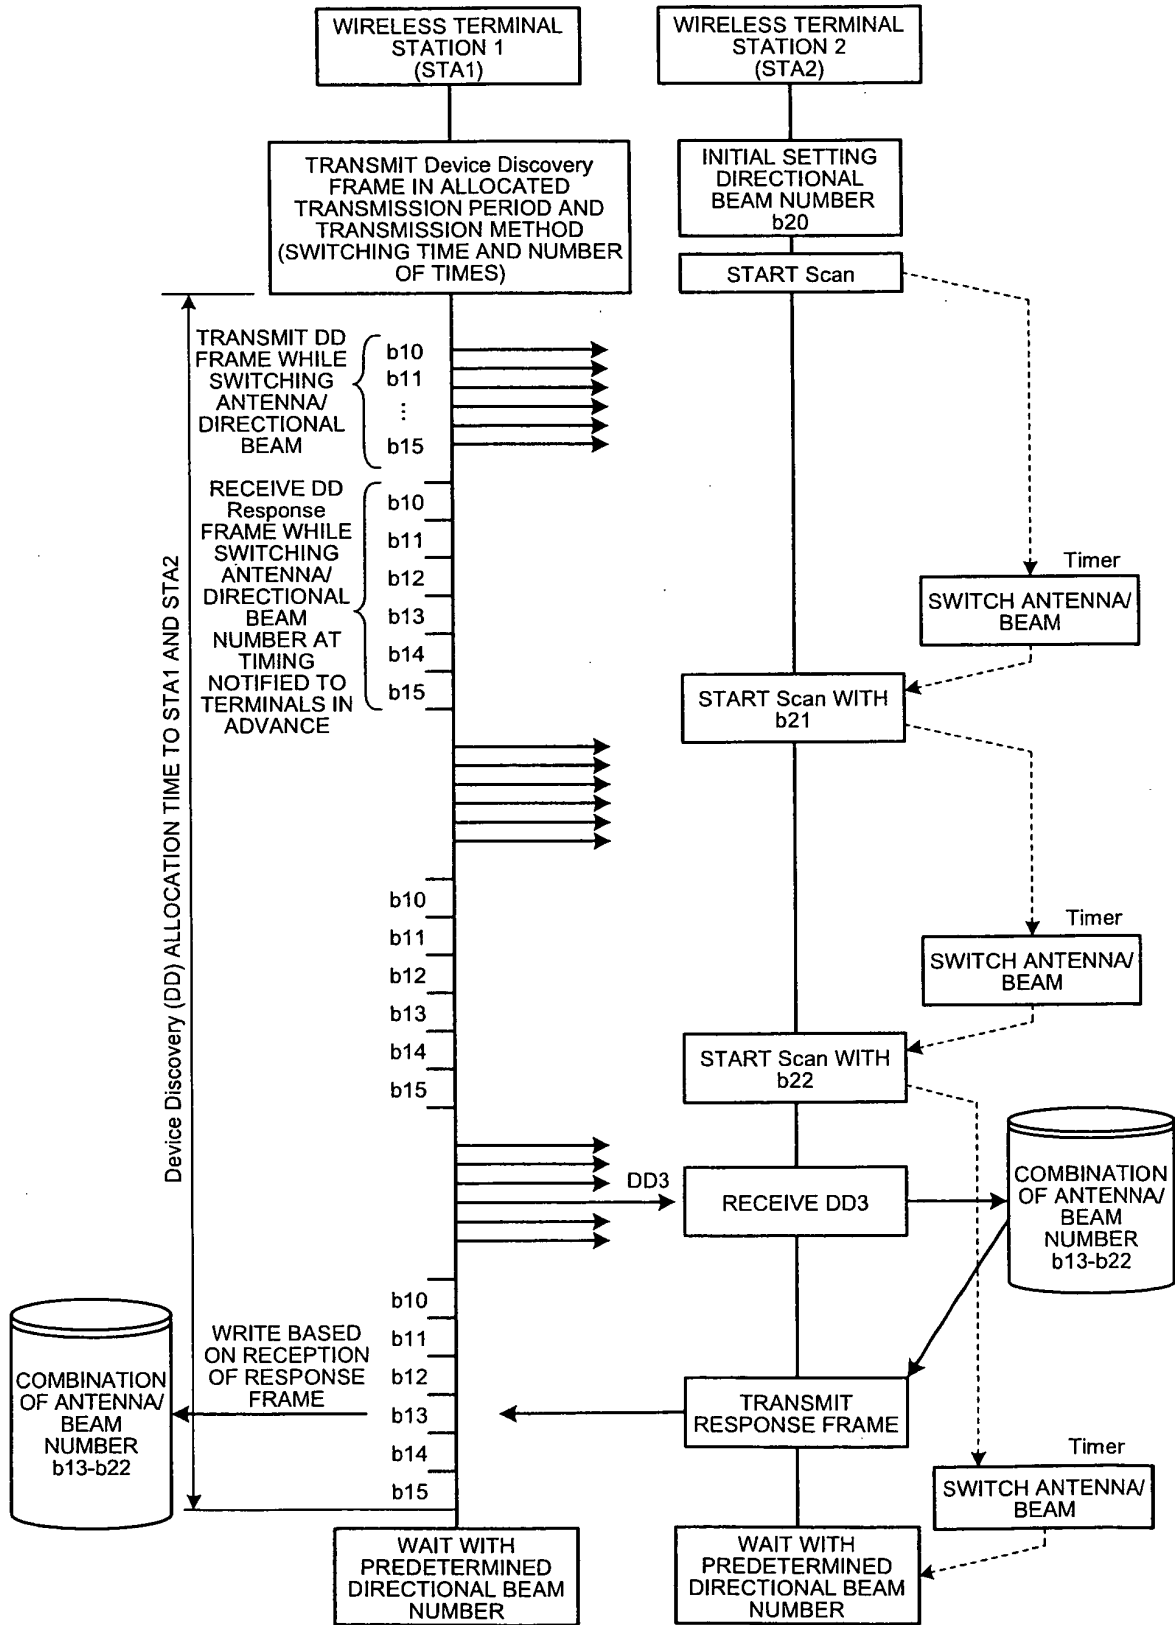 WIRELESS TERMINAL
STATION 1
(STA1)
WIRELESS TERMINAL
STATION 2
(STA2)
TRANSMIT Device Discovery
FRAME IN ALLOCATED
TRANSMISSION PERIOD AND
TRANSMISSION METHOD
(SWITCHING TIME AND NUMBER
OF TIMES)
INITIAL SETTING
DIRECTIONAL
BEAM NUMBER
b20
START Scan
Device Discovery (DD) ALLOCATION TIME TO STA1 AND STA2
TRANSMIT DD
FRAME WHILE
SWITCHING
ANTENNA/
DIRECTIONAL
BEAM
b10
b11
...
b15
RECEIVE DD
Response
FRAME WHILE
SWITCHING
ANTENNA/
DIRECTIONAL
BEAM
NUMBER AT
TIMING
NOTIFIED TO
TERMINALS IN
ADVANCE
b10
b11
b12
b13
b14
b15
Timer
SWITCH ANTENNA/
BEAM
START Scan WITH
b21
b10
b11
b12
b13
b14
b15
Timer
SWITCH ANTENNA/
BEAM
START Scan WITH
b22
DD3
RECEIVE DD3
COMBINATION
OF ANTENNA/
BEAM
NUMBER
b13-b22
b10
b11
b12
b13
b14
b15
WRITE BASED
ON RECEPTION
OF RESPONSE
FRAME
COMBINATION
OF ANTENNA/
BEAM
NUMBER
b13-b22
TRANSMIT
RESPONSE FRAME
Timer
SWITCH ANTENNA/
BEAM
WAIT WITH
PREDETERMINED
DIRECTIONAL BEAM
NUMBER
WAIT WITH
PREDETERMINED
DIRECTIONAL BEAM
NUMBER